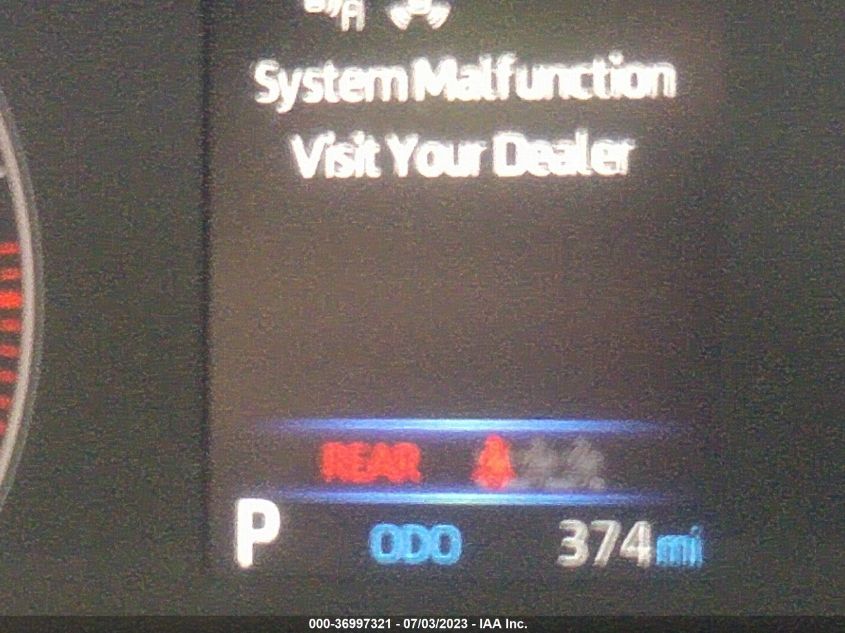 System Malfunction
Visit Your Dealer
REAR
P ODO 374 mi
000-36997321 - 07/03/2023 - IAA Inc.